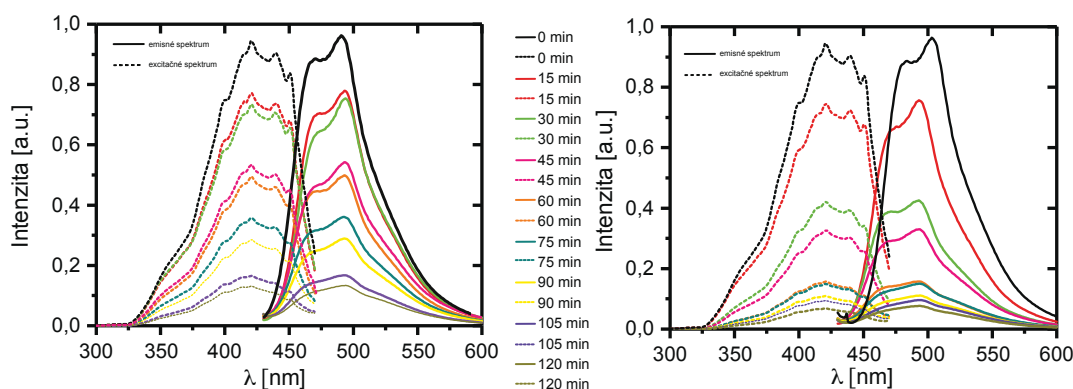 1,0
0,8
0,6
0,4
0,2
0,0
Intenzita [a.u.]
emisné spektrum
excitačné spektrum
300 350 400 450 500 550 600
λ [nm]
0 min
0 min
15 min
15 min
30 min
30 min
45 min
45 min
60 min
60 min
75 min
75 min
90 min
90 min
105 min
105 min
120 min
120 min
1,0
0,8
0,6
0,4
0,2
0,0
Intenzita [a.u.]
emisné spektrum
excitačné spektrum
300 350 400 450 500 550 600
λ [nm]